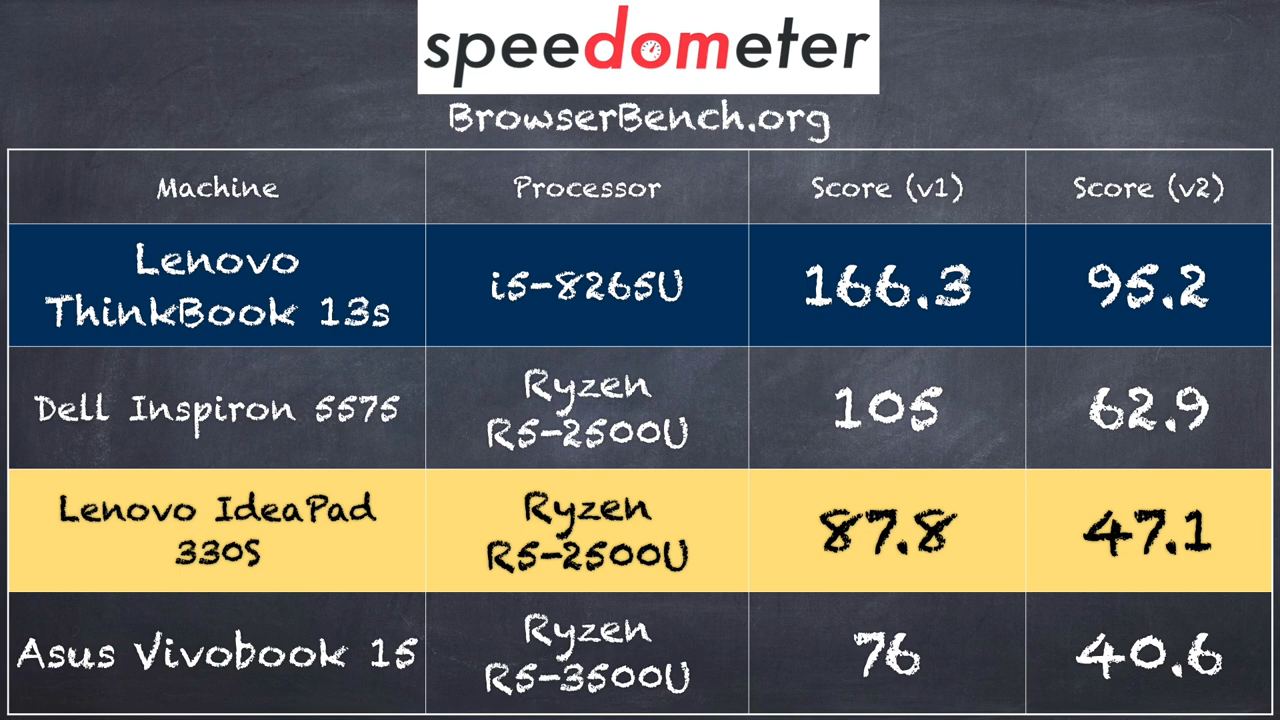 speedometer
BrowserBench.org
Machine Processor Score (v1) Score (v2)
Lenovo
ThinkBook 13s
i5-8265U
166.3
95.2
Dell Inspiron 5575
Ryzen
R5-2500U
105
62.9
Lenovo IdeaPad
330S
Ryzen
R5-2500U
87.8
47.1
Asus Vivobook 15
Ryzen
R5-3500U
76
40.6